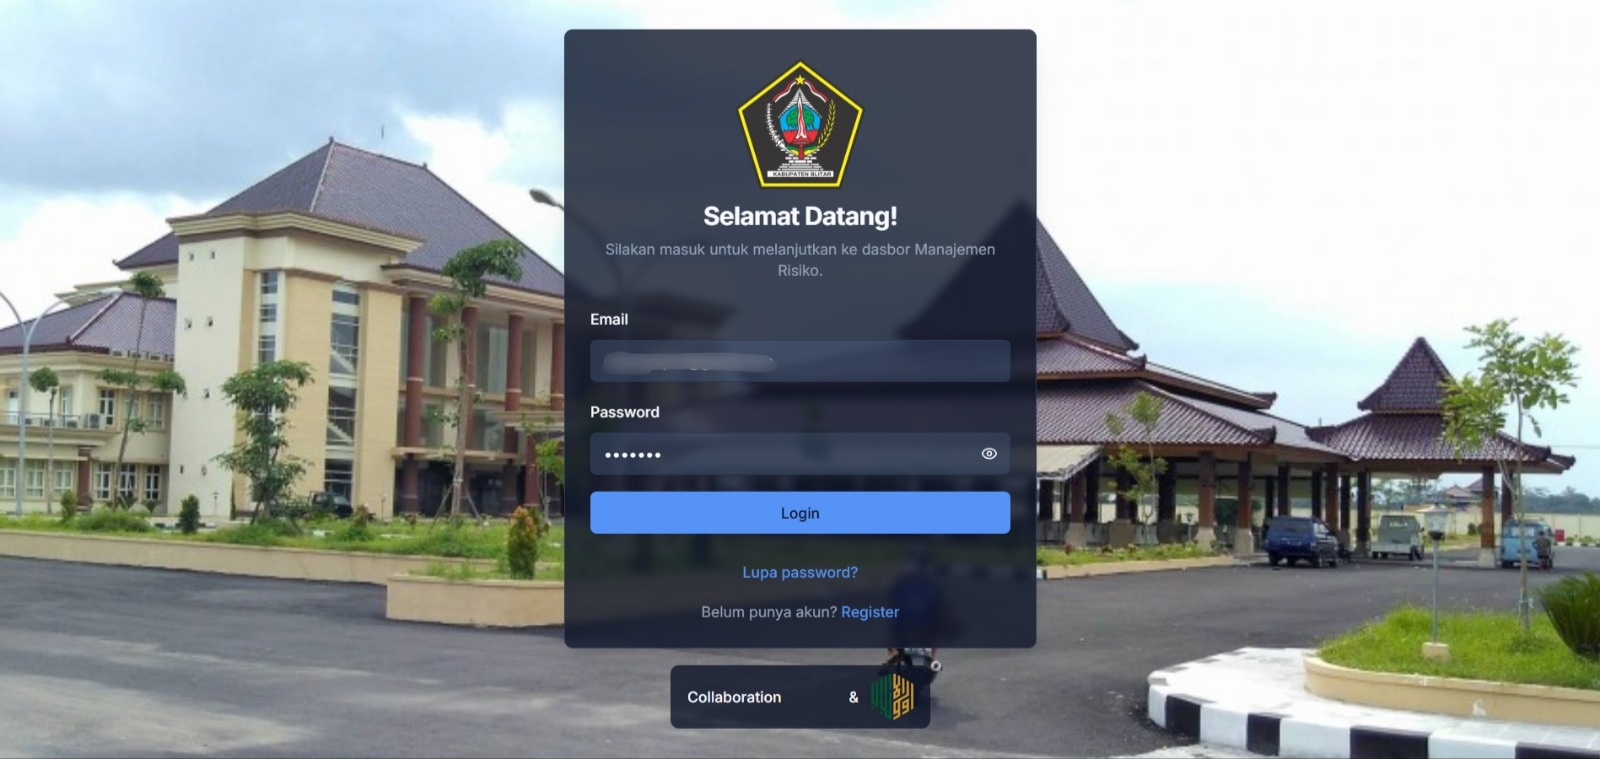 KABUPATEN BLITAR
Selamat Datang!
Silakan masuk untuk melanjutkan ke dasbor Manajemen
Risiko.
Email
Password
•••••••
Login
Lupa password?
Belum punya akun? Register
Collaboration &